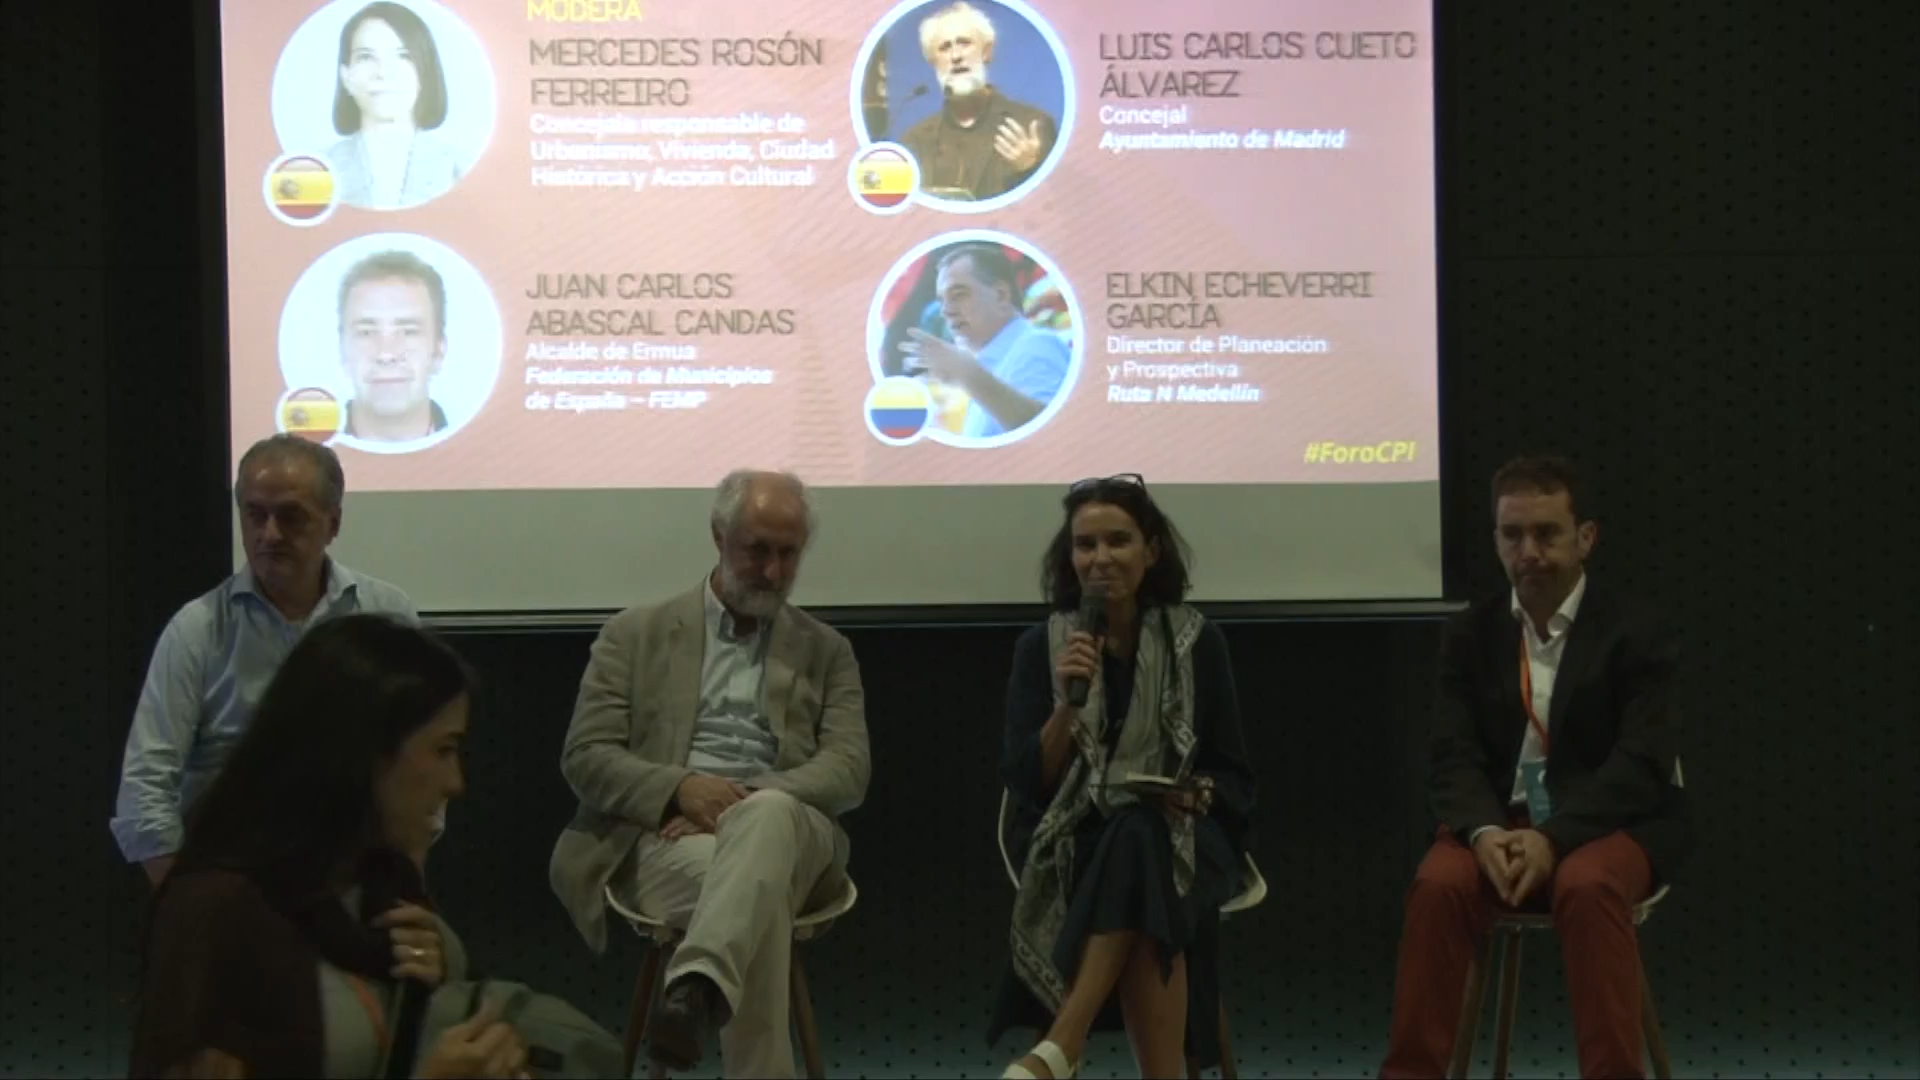 MODERA
MERCEDES ROSÓN
FERREIRO
Concejala responsable de
Urbanismo, Vivienda, Ciudad
Histórica y Acción Cultural
LUIS CARLOS CUETO
ÁLVAREZ
Concejal
Ayuntamiento de Madrid
JUAN CARLOS
ABASCAL CANDAS
Alcalde de Ermua
Federación de Municipios
de España – FEMP
ELKIN ECHEVERRI
GARCÍA
Director de Planeación
y Prospectiva
Ruta N Medellín
#ForoCPI